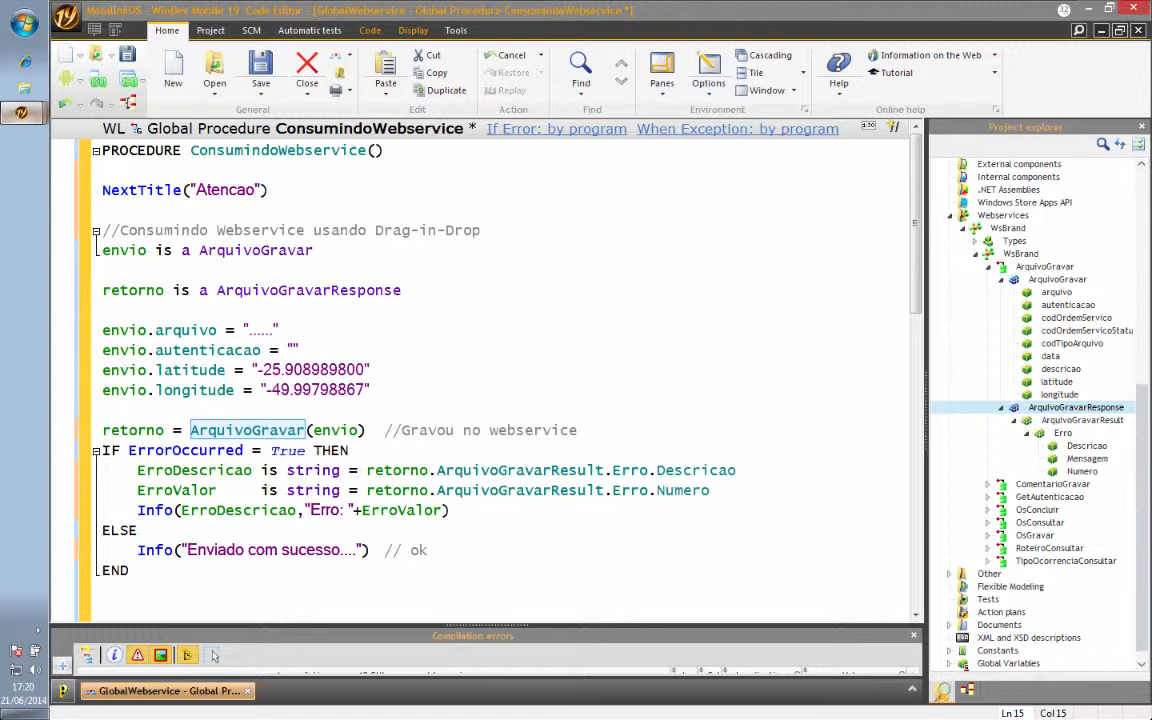 MotolinkOS - WinDev Mobile 19 Code Editor - [GlobalWebservice - Global Procedure ConsumindoWebservice *]
32
Home Project SCM Automatic tests Code Display Tools
New Open Save Close
Paste
Cut
Copy
Duplicate
Cancel
Restore
Replay
Find
Panes Options
Cascading
Tile
Window
Help
Information on the Web
Tutorial
General Edit Action Find Environment Online help
WL Global Procedure ConsumindoWebservice * If Error: by program When Exception: by program
PROCEDURE ConsumindoWebservice()
NextTitle("Atencao")
//Consumindo Webservice usando Drag-in-Drop
envio is a ArquivoGravar
retorno is a ArquivoGravarResponse
envio.arquivo = "......"
envio.autenticacao = ""
envio.latitude = "-25.908989800"
envio.longitude = "-49.99798867"
retorno = ArquivoGravar(envio) //Gravou no webservice
IF ErrorOccurred = True THEN
ErroDescricao is string = retorno.ArquivoGravarResult.Erro.Descricao
ErroValor is string = retorno.ArquivoGravarResult.Erro.Numero
Info(ErroDescricao,"Erro: "+ErroValor)
ELSE
Info("Enviado com sucesso....") // ok
END
Project explorer
External components
Internal components
.NET Assemblies
Windows Store Apps API
Webservices
WsBrand
Types
WsBrand
ArquivoGravar
ArquivoGravar
arquivo
autenticacao
codOrdemServico
codOrdemServicoStatu
codTipoArquivo
data
descricao
latitude
longitude
ArquivoGravarResponse
ArquivoGravarResult
Erro
Descricao
Mensagem
Numero
ComentarioGravar
GetAutenticacao
OsConcluir
OsConsultar
OsGravar
RoteiroConsultar
TipoOcorrenciaConsultar
Other
Flexible Modeling
Tests
Action plans
Documents
XML and XSD descriptions
Constants
Global Variables
Compilation errors
GlobalWebservice - Global Pr...
17:20
21/06/2014
Ln 15 Col 15